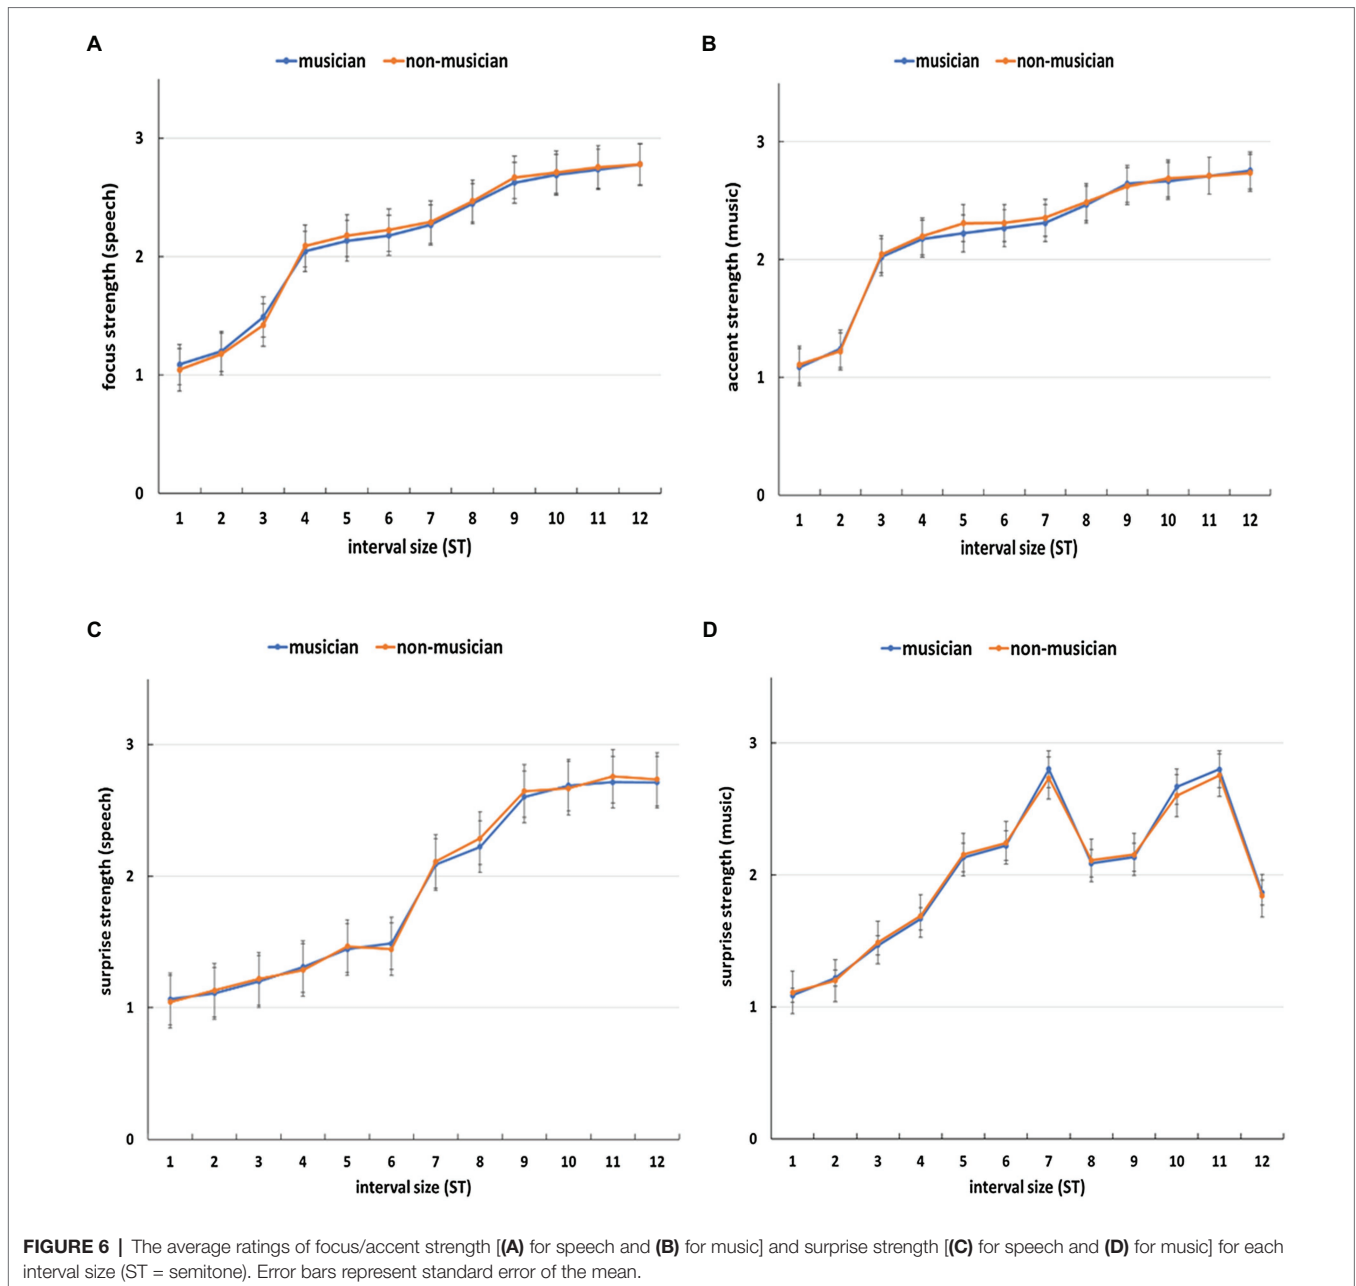 A
musician non-musician
focus strength (speech)
3
2
1
0
1 2 3 4 5 6 7 8 9 10 11 12
interval size (ST)
B
musician non-musician
accent strength (music)
3
2
1
0
1 2 3 4 5 6 7 8 9 10 11 12
interval size (ST)
C
musician non-musician
surprise strength (speech)
3
2
1
0
1 2 3 4 5 6 7 8 9 10 11 12
interval size (ST)
D
musician non-musician
surprise strength (music)
3
2
1
0
1 2 3 4 5 6 7 8 9 10 11 12
interval size (ST)
FIGURE 6 | The average ratings of focus/accent strength [(A) for speech and (B) for music] and surprise strength [(C) for speech and (D) for music] for each
interval size (ST = semitone). Error bars represent standard error of the mean.